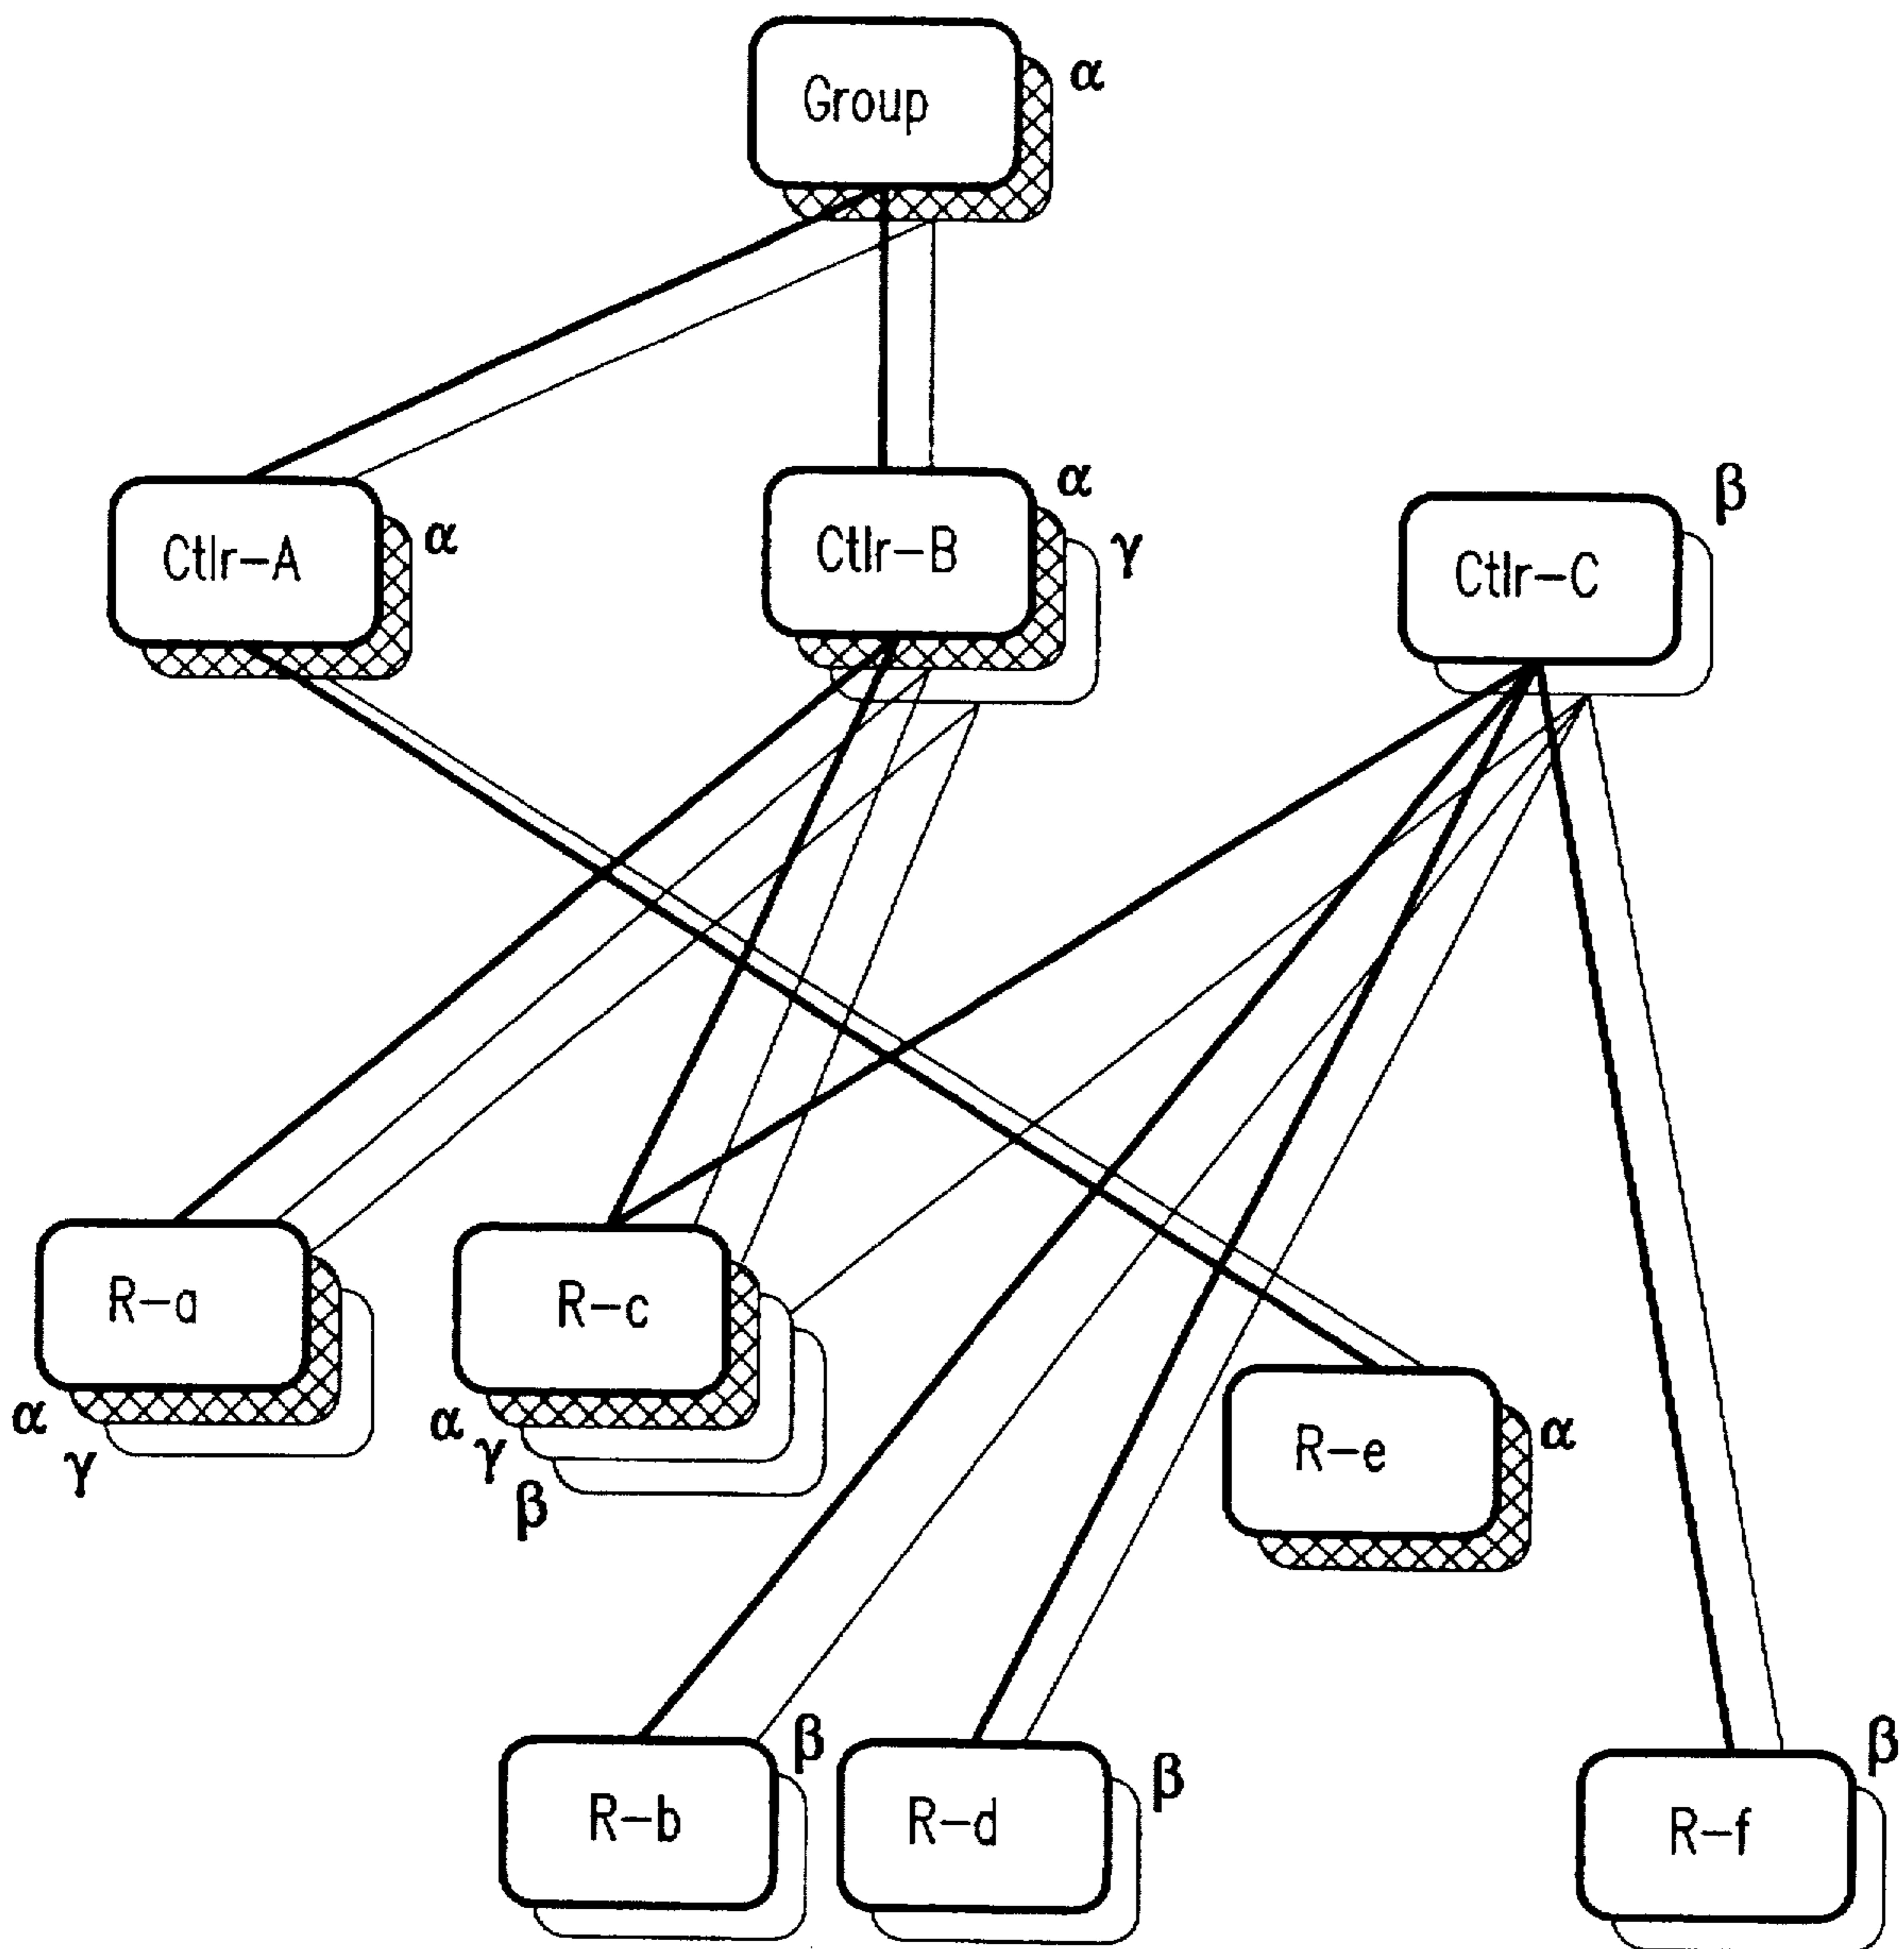 Group
α
Ctlr-A
α
Ctlr-B
α
γ
Ctlr-C
β
R-a
α
γ
R-c
α
γ
β
R-e
α
R-b
β
R-d
β
R-f
β